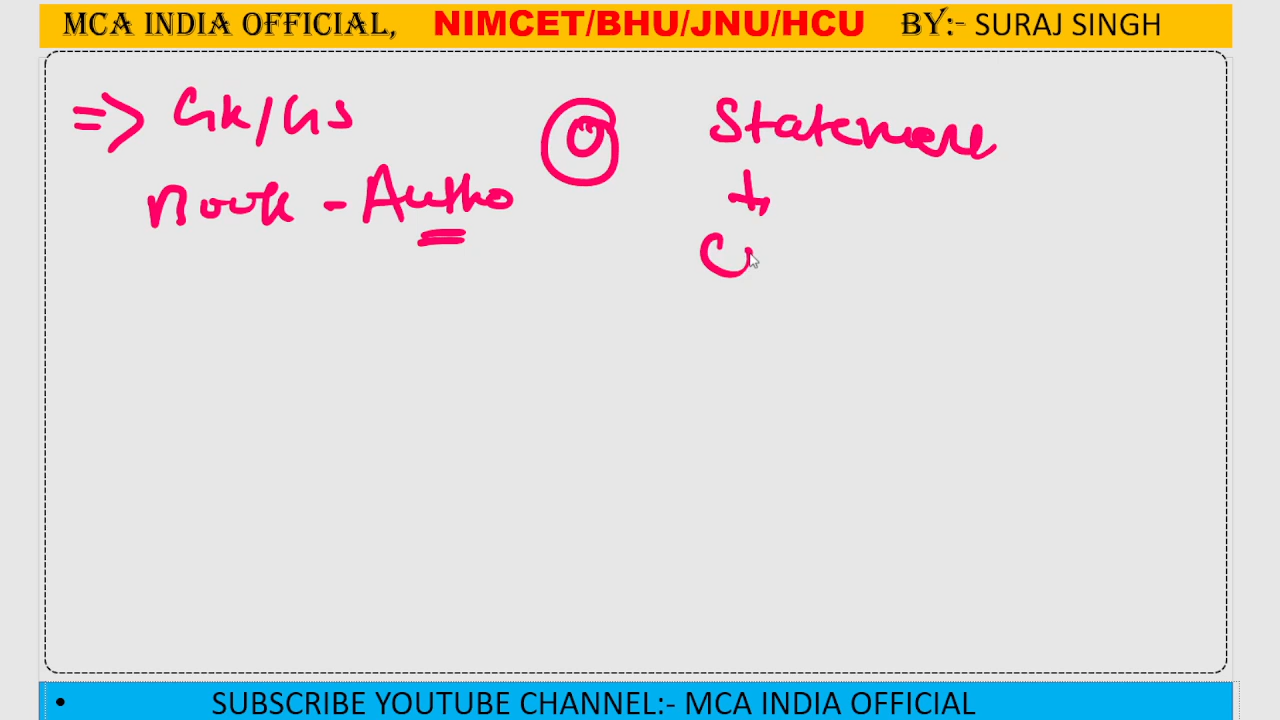 MCA INDIA OFFICIAL, NIMCET/BHU/JNU/HCU BY:- SURAJ SINGH
=> GK/GS
Statement
- Autho
+
C
• SUBSCRIBE YOUTUBE CHANNEL:- MCA INDIA OFFICIAL